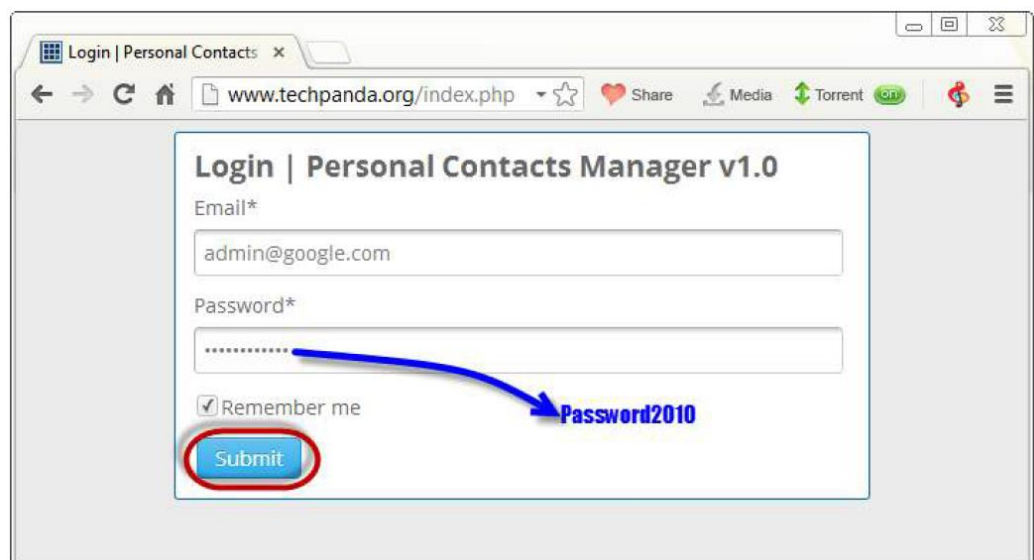 Login | Personal Contacts
www.techpanda.org/index.php
Share
Media
Torrent
on
Login | Personal Contacts Manager v1.0
Email*
admin@google.com
Password*
••••••••••••
Remember me
Password2010
Submit